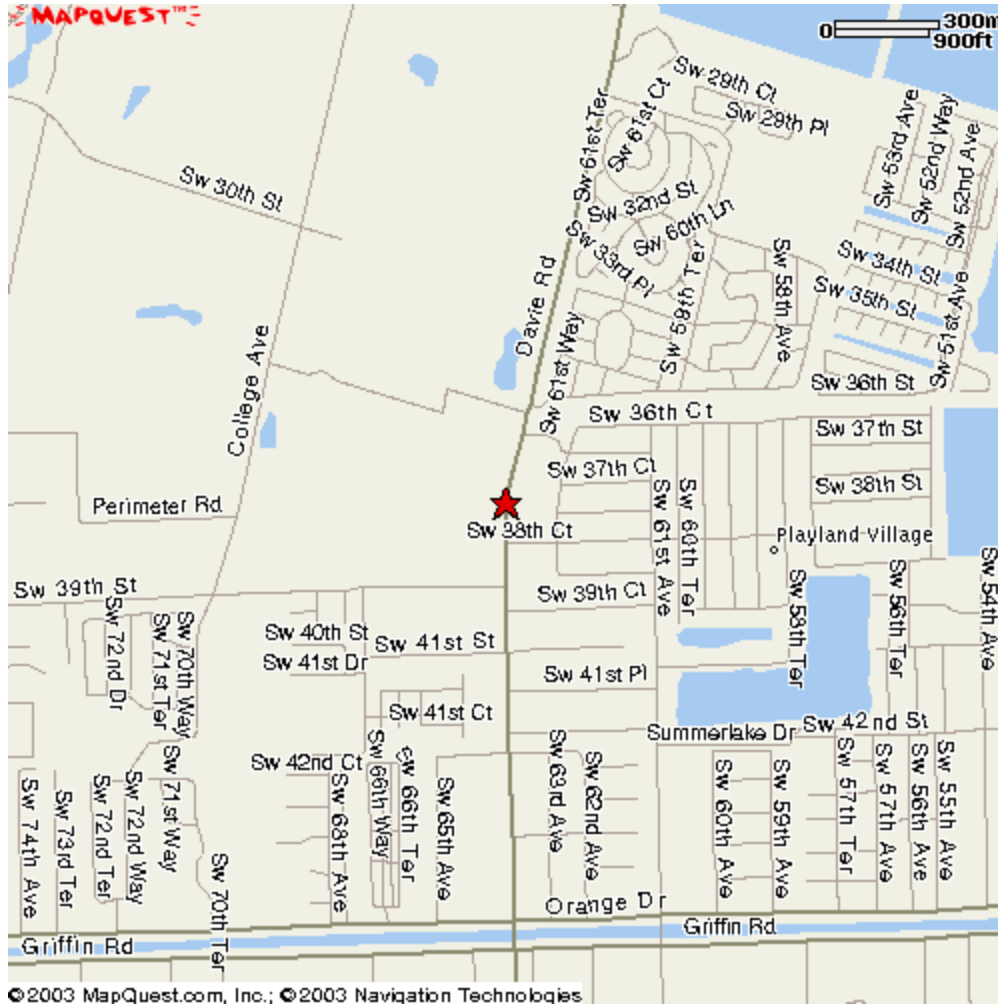 MAPQUEST™
0 300m
900ft
Sw 29th Ct
Sw 29th Pl
Sw 61st Ct
Sw 61st Ter
Sw 53rd Ave
Sw 52nd Way
Sw 52nd Ave
Sw 30th St
Sw 32nd St
Sw 60th Ln
Sw 33rd Pl
Sw 59th Ter
Sw 58th Ave
Sw 34th St
Sw 35th St
Sw 51st Ave
Davie Rd
Sw 61st Way
College Ave
Sw 36th St
Sw 36th Ct
Sw 37th St
Sw 37th Ct
Sw 38th St
Perimeter Rd
Sw 38th Ct
Sw 61st Ave
Sw 60th Ter
Playland Village
Sw 39th St
Sw 39th Ct
Sw 58th Ter
Sw 56th Ter
Sw 54th Ave
Sw 72nd Dr
Sw 71st Ter
Sw 70th Way
Sw 40th St
Sw 41st St
Sw 41st Dr
Sw 41st Pl
Sw 41st Ct
Summerlake Dr
Sw 42nd St
Sw 42nd Ct
Sw 74th Ave
Sw 73rd Ter
Sw 72nd Ter
Sw 72nd Way
Sw 71st Way
Sw 70th Ter
Sw 68th Ave
Sw 66th Way
Sw 66th Ter
Sw 65th Ave
Sw 63rd Ave
Sw 62nd Ave
Sw 60th Ave
Sw 59th Ave
Sw 57th Ter
Sw 57th Ave
Sw 56th Ave
Sw 55th Ave
Orange Dr
Griffin Rd
Griffin Rd
©2003 MapQuest.com, Inc.; ©2003 Navigation Technologies